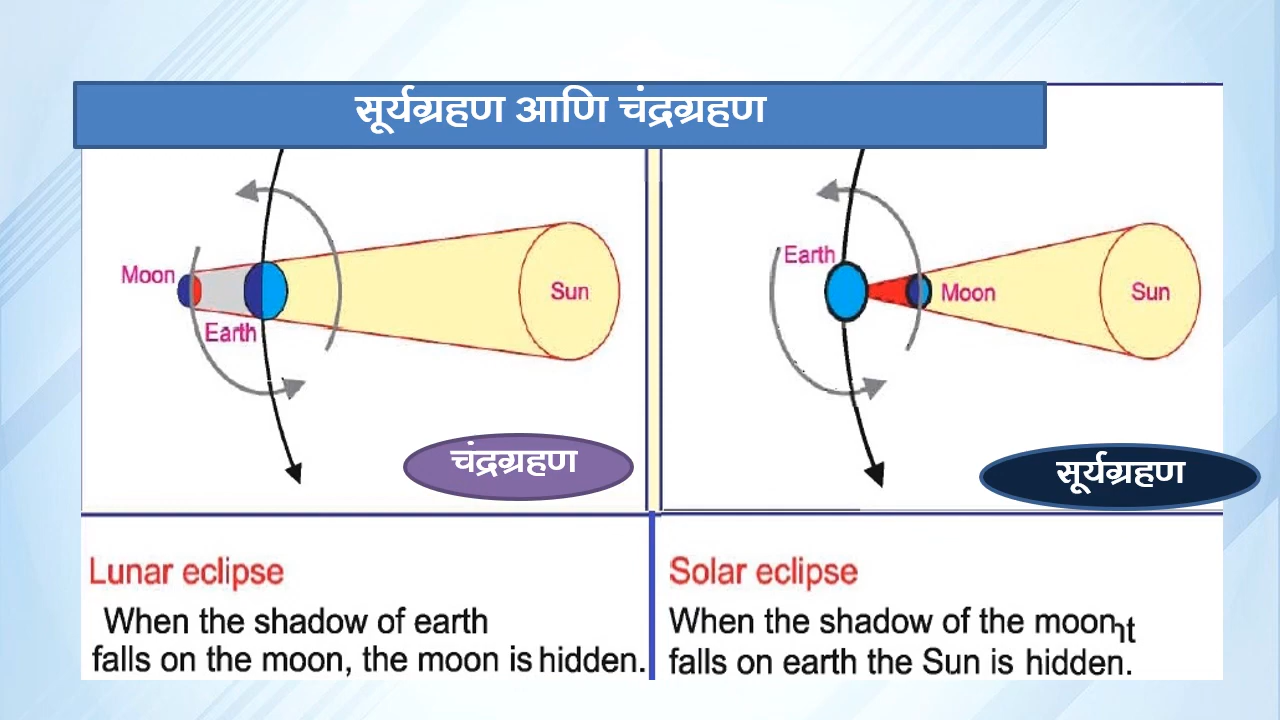 सूर्यग्रहण आणि चंद्रग्रहण
Moon
Earth
Sun
चंद्रग्रहण
Earth
Moon
Sun
सूर्यग्रहण
Lunar eclipse
When the shadow of earth
falls on the moon, the moon is hidden.
Solar eclipse
When the shadow of the moon
falls on earth the Sun is hidden.